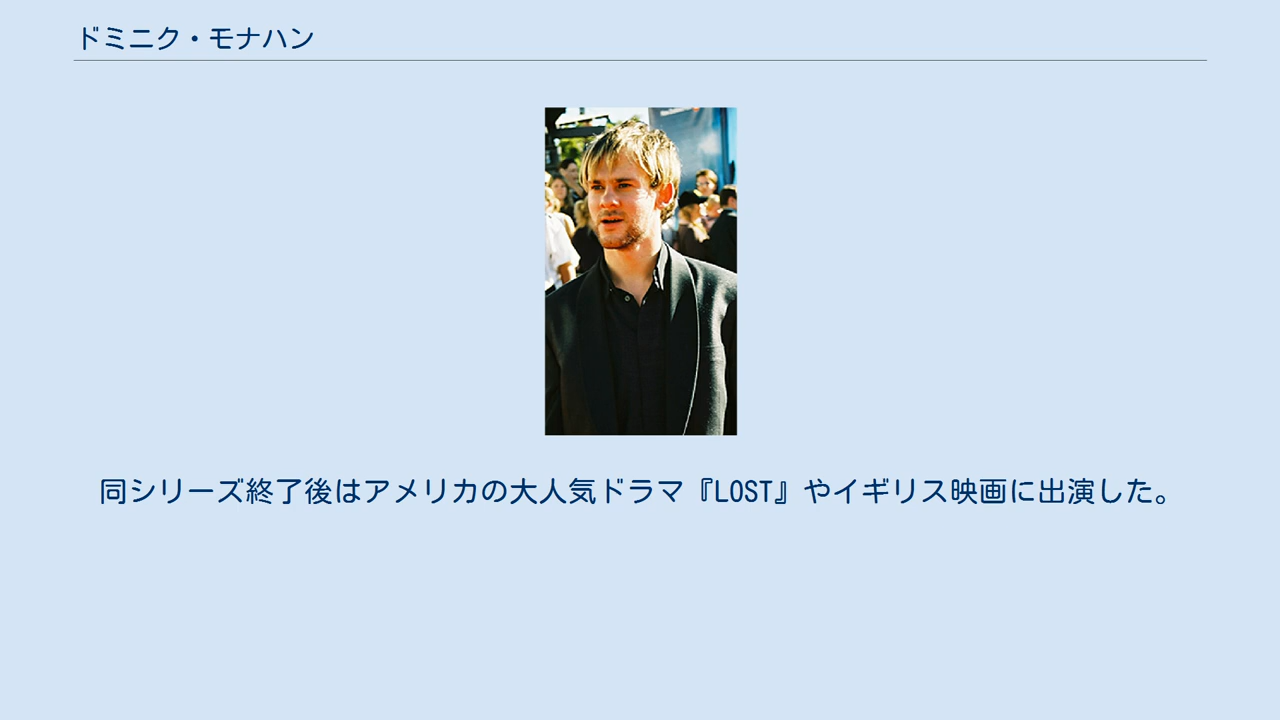 ドミニク・モナハン
同シリーズ終了後はアメリカの大人気ドラマ『LOST』やイギリス映画に出演した。